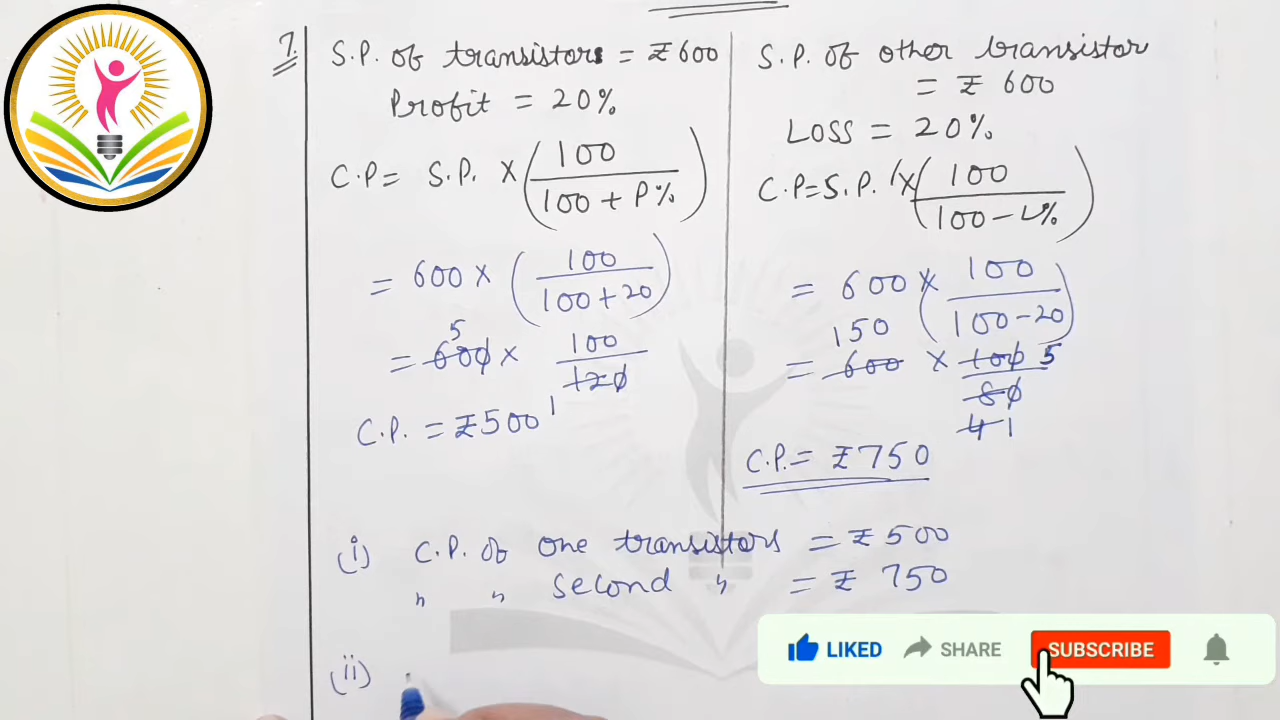 7.
S.P. of transistors = ₹600
Profit = 20%
C.P = S.P. × (100 / 100 + P%)
= 600 × (100 / 100 + 20)
5
= 600 × 100 / 120
1
C.P. = ₹500
S.P. of other transistor
= ₹ 600
Loss = 20%
C.P = S.P. × (100 / 100 - L%)
= 600 × (100 / 100 - 20)
150
= 600 × 100 5 / 80
4 1
C.P. = ₹750
(i) C.P. of one transistors = ₹500
" " second " = ₹ 750
(ii)
LIKED SHARE SUBSCRIBE